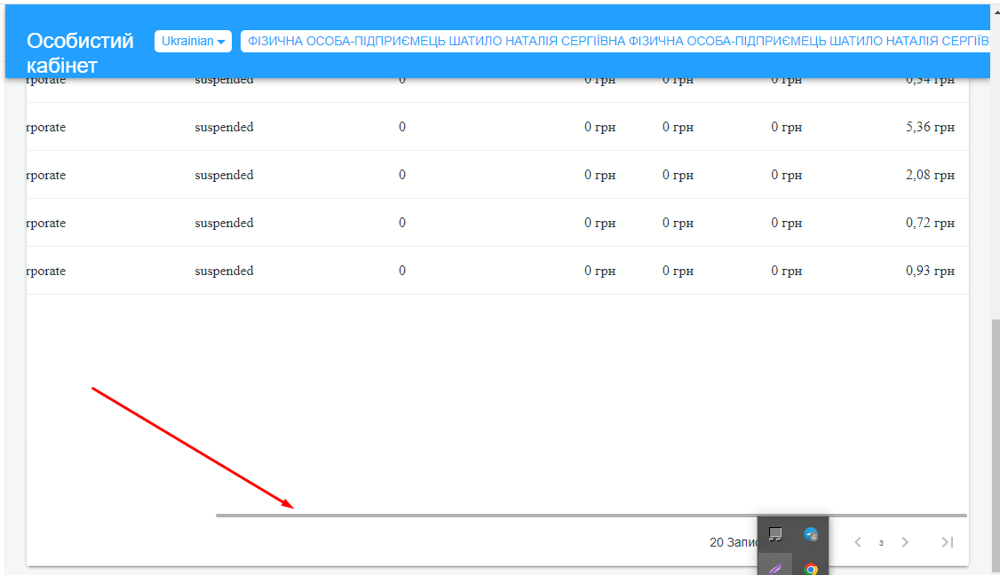 Особистий кабінет
Ukrainian
ФІЗИЧНА ОСОБА-ПІДПРИЄМЕЦЬ ШАТИЛО НАТАЛІЯ СЕРГІЇВНА ФІЗИЧНА ОСОБА-ПІДПРИЄМЕЦЬ ШАТИЛО НАТАЛІЯ СЕРГІЇВ
rporate suspended 0 0 грн 0 грн 0 грн 0,54 грн
rporate suspended 0 0 грн 0 грн 0 грн 5,36 грн
rporate suspended 0 0 грн 0 грн 0 грн 2,08 грн
rporate suspended 0 0 грн 0 грн 0 грн 0,72 грн
rporate suspended 0 0 грн 0 грн 0 грн 0,93 грн
20 Запис 3
4